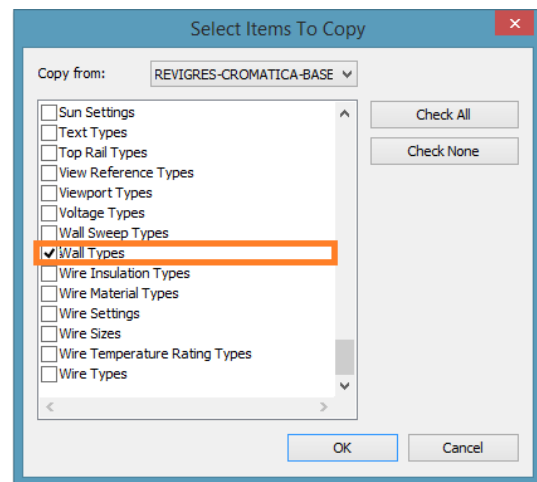 Select Items To Copy
Copy from: REVIGRES-CROMATICA-BASE
Sun Settings
Check All
Text Types
Top Rail Types
Check None
View Reference Types
Viewport Types
Voltage Types
Wall Sweep Types
Wall Types
Wire Insulation Types
Wire Material Types
Wire Settings
Wire Sizes
Wire Temperature Rating Types
Wire Types
OK Cancel